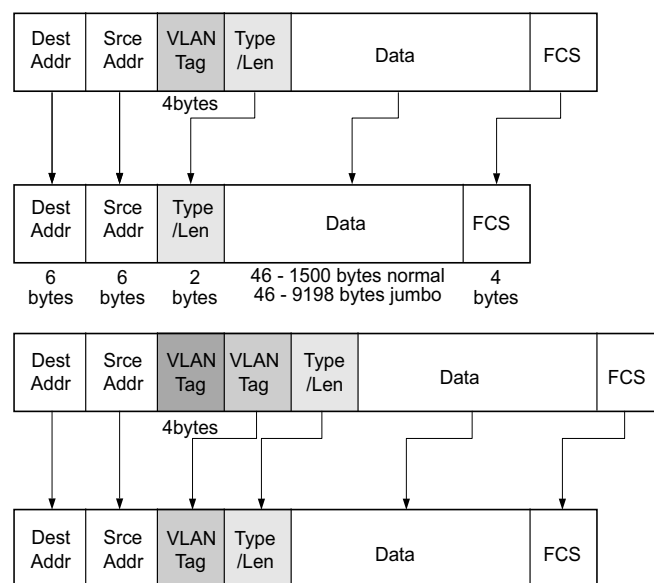 Dest Addr
Srce Addr
VLAN Tag
Type /Len
Data
FCS
4bytes
Dest Addr
Srce Addr
Type /Len
Data
FCS
6 bytes
6 bytes
2 bytes
46 - 1500 bytes normal
46 - 9198 bytes jumbo
4 bytes
Dest Addr
Srce Addr
VLAN Tag
VLAN Tag
Type /Len
Data
FCS
4bytes
Dest Addr
Srce Addr
VLAN Tag
Type /Len
Data
FCS